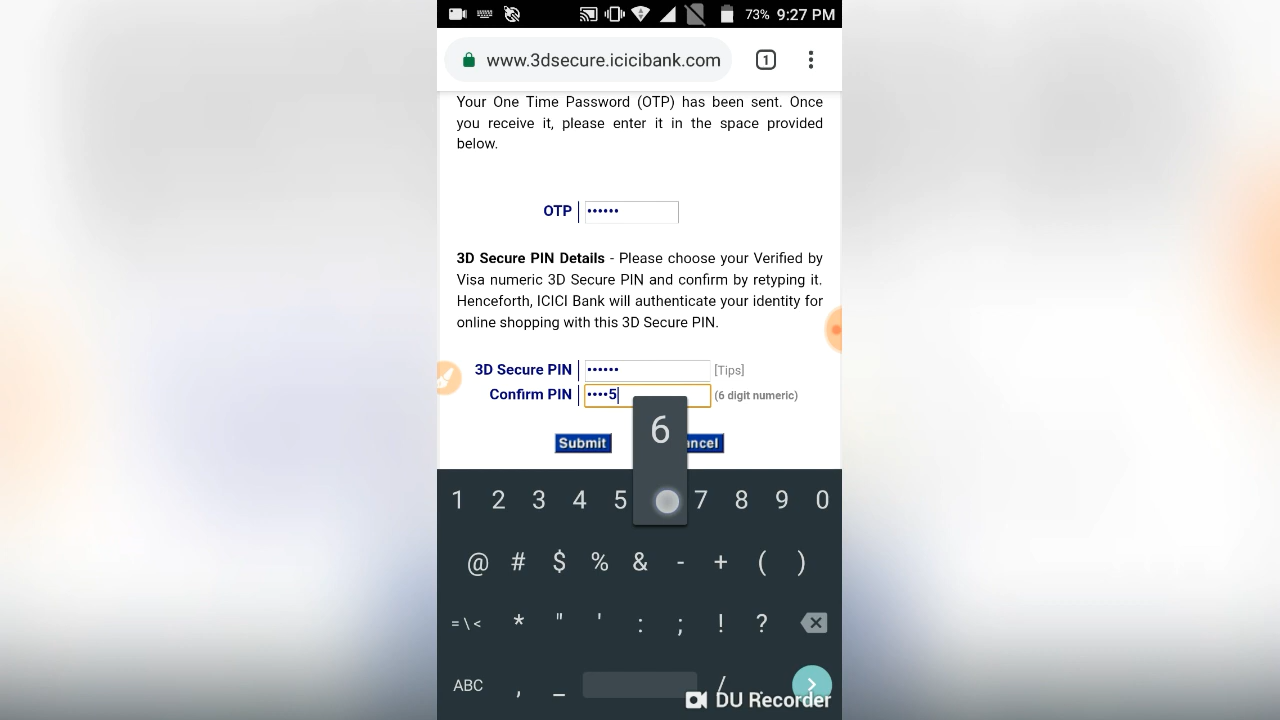 73% 9:27 PM
www.3dsecure.icicibank.com 1
Your One Time Password (OTP) has been sent. Once
you receive it, please enter it in the space provided
below.
OTP ••••••
3D Secure PIN Details - Please choose your Verified by
Visa numeric 3D Secure PIN and confirm by retyping it.
Henceforth, ICICI Bank will authenticate your identity for
online shopping with this 3D Secure PIN.
3D Secure PIN •••••• [Tips]
Confirm PIN ••••5 (6 digit numeric)
6
Submit ancel
1 2 3 4 5 7 8 9 0
@ # $ % & - + ( )
= \ < * " ' : ; ! ?
ABC , _ / .
DU Recorder